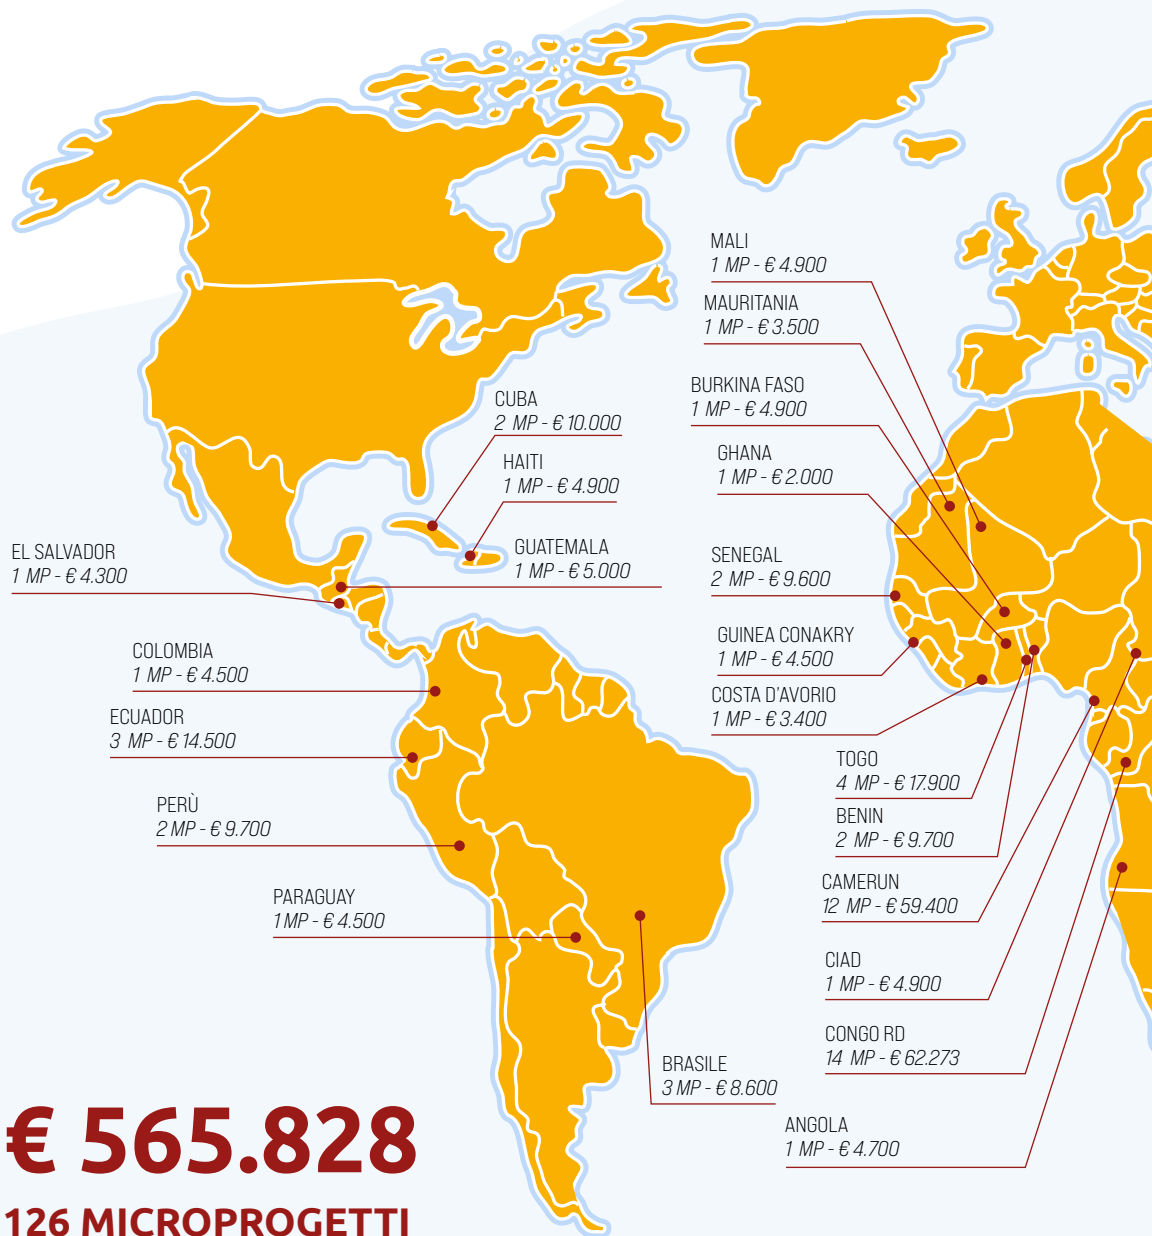 MALI
1 MP - € 4.900
MAURITANIA
1 MP - € 3.500
BURKINA FASO
1 MP - € 4.900
CUBA
2 MP - € 10.000
GHANA
1 MP - € 2.000
HAITI
1 MP - € 4.900
GUATEMALA
1 MP - € 5.000
EL SALVADOR
1 MP - € 4.300
SENEGAL
2 MP - € 9.600
GUINEA CONAKRY
1 MP - € 4.500
COLOMBIA
1 MP - € 4.500
COSTA D'AVORIO
1 MP - € 3.400
ECUADOR
3 MP - € 14.500
TOGO
4 MP - € 17.900
PERÙ
2 MP - € 9.700
BENIN
2 MP - € 9.700
CAMERUN
12 MP - € 59.400
PARAGUAY
1 MP - € 4.500
CIAD
1 MP - € 4.900
CONGO RD
14 MP - € 62.273
BRASILE
3 MP - € 8.600
ANGOLA
1 MP - € 4.700
€ 565.828
126 MICROPROGETTI